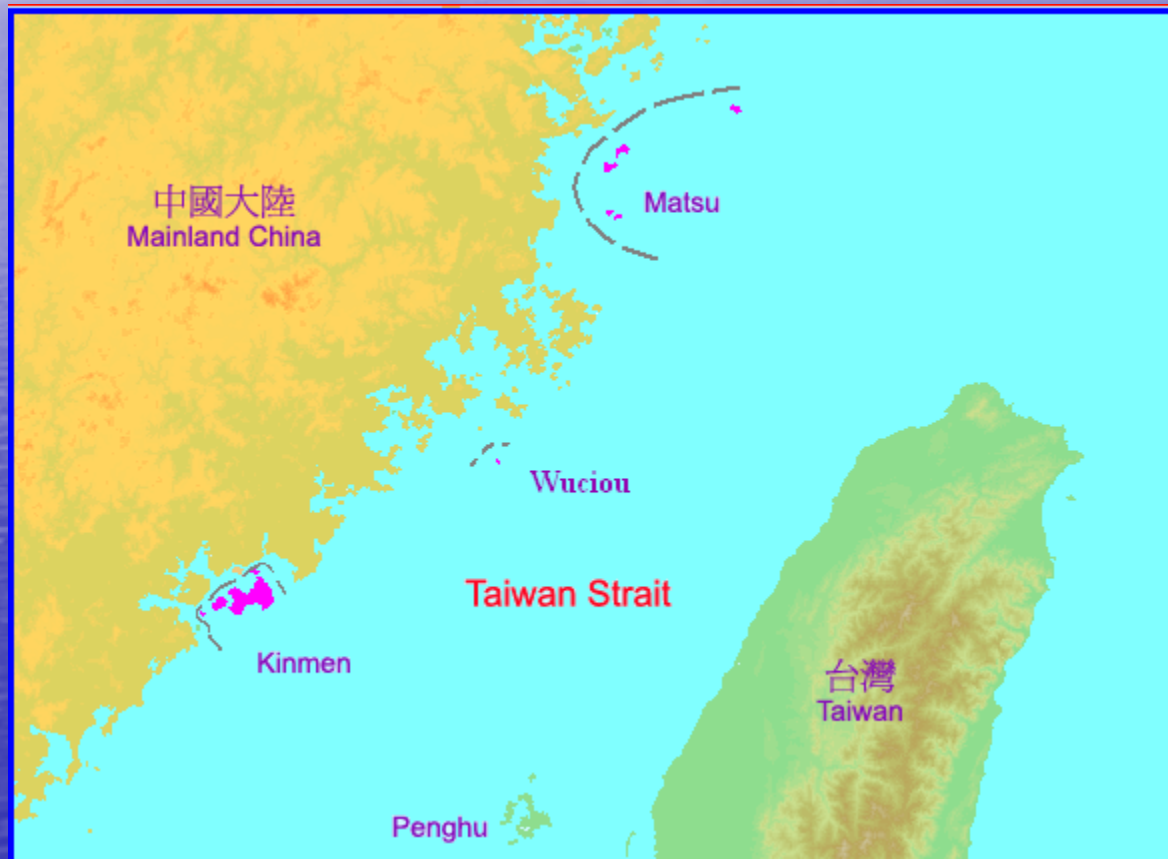 Matsu
中國大陸
Mainland China
Wuciou
Taiwan Strait
Kinmen
台灣
Taiwan
Penghu